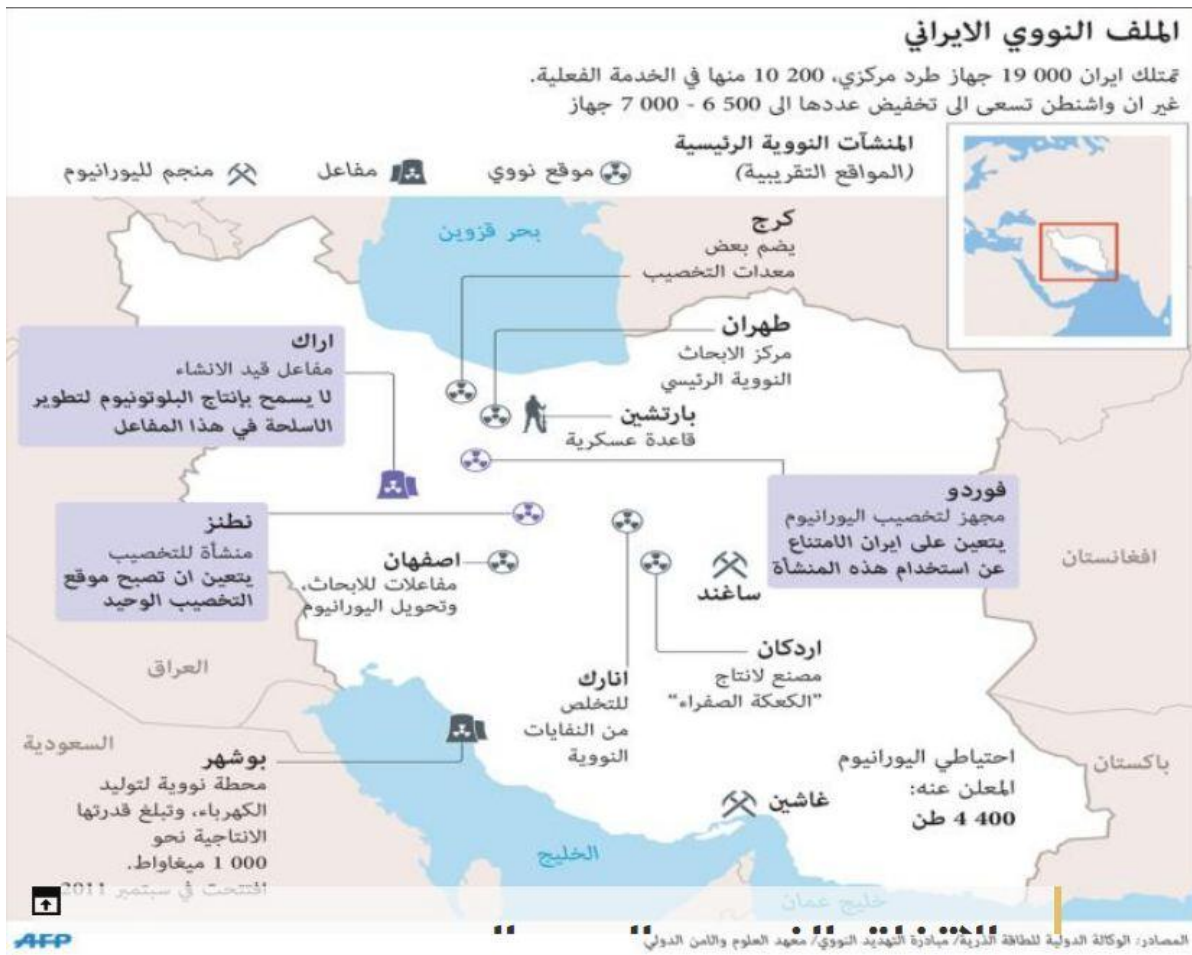 الملف النووي الايراني
تمتلك ايران 000 19 جهاز طرد مركزي، 200 10 منها في الخدمة الفعلية.
غير ان واشنطن تسعى الى تخفيض عددها الى 500 6 - 000 7 جهاز
المنشآت النووية الرئيسية
(المواقع التقريبية)
موقع نووي
مفاعل
منجم لليورانيوم
بحر قزوين
كرج
يضم بعض
معدات التخصيب
طهران
مركز الابحاث
النووية الرئيسي
بارتشين
قاعدة عسكرية
اراك
مفاعل قيد الانشاء
لا يسمح بإنتاج البلوتونيوم لتطوير
الاسلحة في هذا المفاعل
فوردو
مجهز لتخصيب اليورانيوم
يتعين على ايران الامتناع
عن استخدام هذه المنشأة
نطنز
منشأة للتخصيب
يتعين ان تصبح موقع
التخصيب الوحيد
اصفهان
مفاعلات للابحاث،
وتحويل اليورانيوم
ساغند
افغانستان
اردكان
مصنع لانتاج
"الكعكة الصفراء"
انارك
للتخلص
من النفايات
النووية
العراق
السعودية
بوشهر
محطة نووية لتوليد
الكهرباء، وتبلغ قدرتها
الانتاجية نحو
000 1 ميغاواط.
افتتحت في سبتمبر 2011
احتياطي اليورانيوم
المعلن عنه:
400 4 طن
باكستان
غاشين
الخليج
خليج عمان
المصادر: الوكالة الدولية للطاقة الذرية/ مبادرة التهديد النووي/ معهد العلوم والامن الدولي
AFP